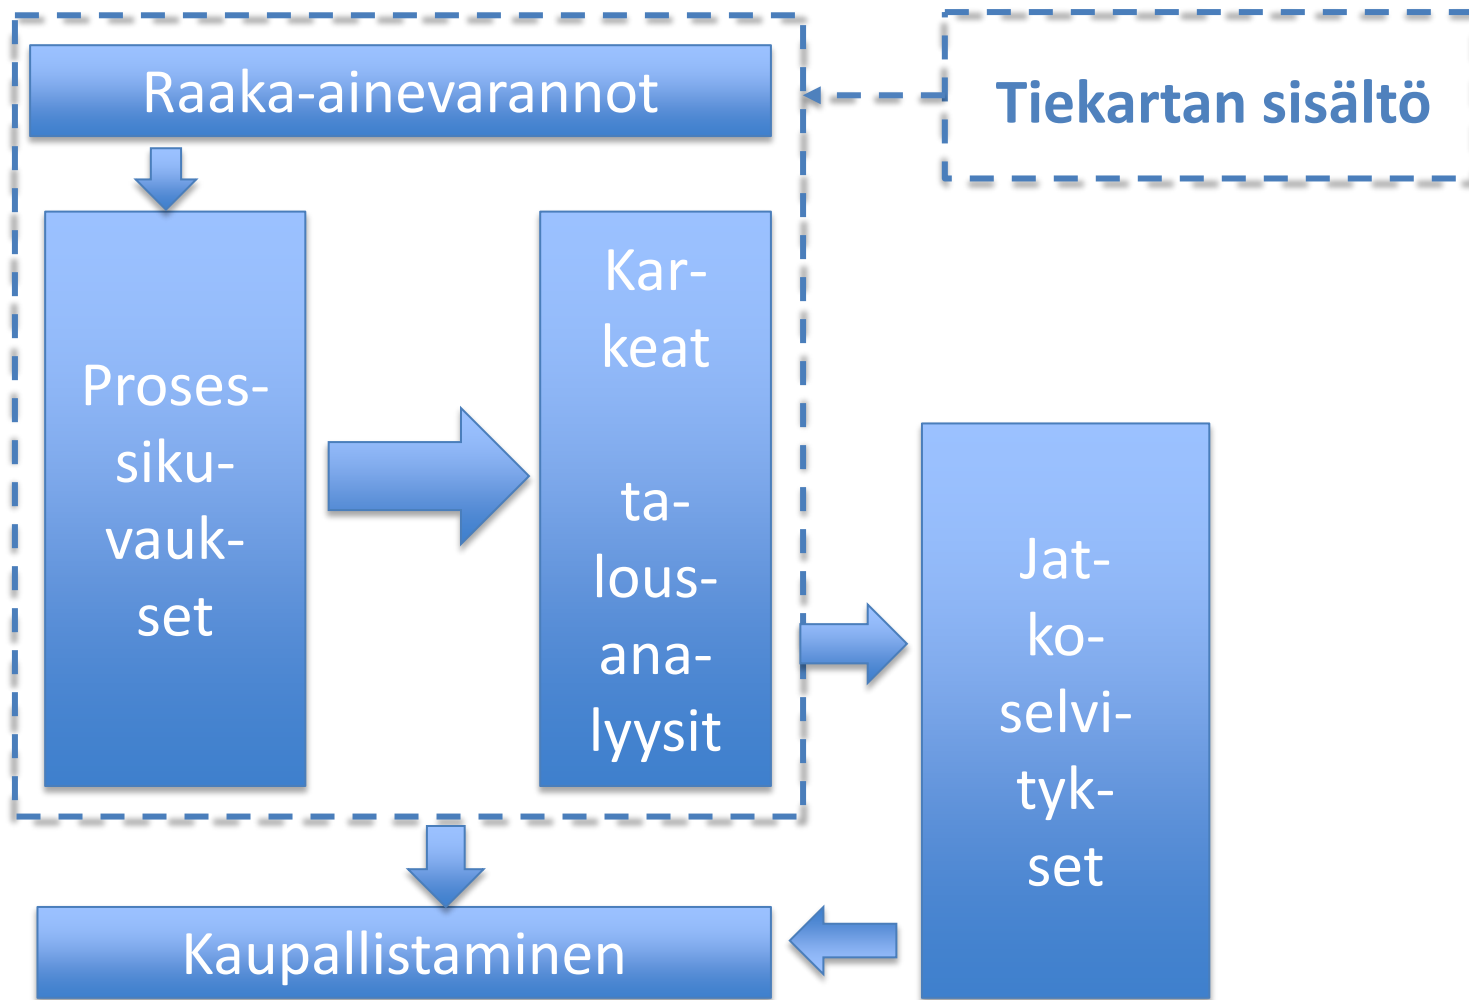 Raaka-ainevarannot
Tiekartan sisältö
Proses-
siku-
vauk-
set
Kar-
keat
ta-
lous-
ana-
lyysit
Jat-
ko-
selvi-
tyk-
set
Kaupallistaminen